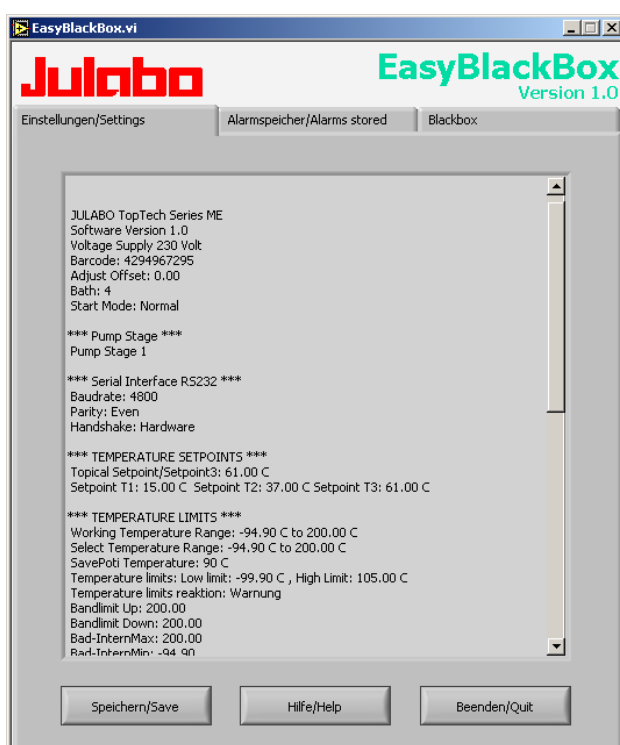 EasyBlackBox.vi
Julabo
EasyBlackBox
Version 1.0
Einstellungen/Settings
Alarmspeicher/Alarms stored
Blackbox
JULABO TopTech Series ME
Software Version 1.0
Voltage Supply 230 Volt
Barcode: 4294967295
Adjust Offset: 0.00
Bath: 4
Start Mode: Normal
*** Pump Stage ***
Pump Stage 1
*** Serial Interface RS232 ***
Baudrate: 4800
Parity: Even
Handshake: Hardware
*** TEMPERATURE SETPOINTS ***
Topical Setpoint/Setpoint3: 61.00 C
Setpoint T1: 15.00 C Setpoint T2: 37.00 C Setpoint T3: 61.00 C
*** TEMPERATURE LIMITS ***
Working Temperature Range: -94.90 C to 200.00 C
Select Temperature Range: -94.90 C to 200.00 C
SavePoti Temperature: 90 C
Temperature limits: Low limit: -99.90 C , High Limit: 105.00 C
Temperature limits reaktion: Warnung
Bandlimit Up: 200.00
Bandlimit Down: 200.00
Bad-InternMax: 200.00
Bad-InternMin: -94.90
Speichern/Save
Hilfe/Help
Beenden/Quit